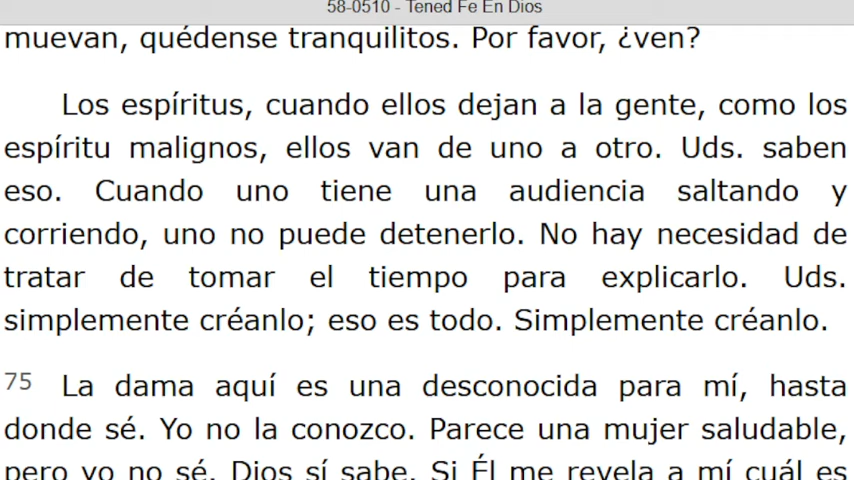 58-0510 - Tened Fe En Dios
muevan, quédense tranquilitos. Por favor, ¿ven?
Los espíritus, cuando ellos dejan a la gente, como los
espíritu malignos, ellos van de uno a otro. Uds. saben
eso. Cuando uno tiene una audiencia saltando y
corriendo, uno no puede detenerlo. No hay necesidad de
tratar de tomar el tiempo para explicarlo. Uds.
simplemente créanlo; eso es todo. Simplemente créanlo.
75 La dama aquí es una desconocida para mí, hasta
donde sé. Yo no la conozco. Parece una mujer saludable,
pero yo no sé. Dios sí sabe. Si Él me revela a mí cuál es